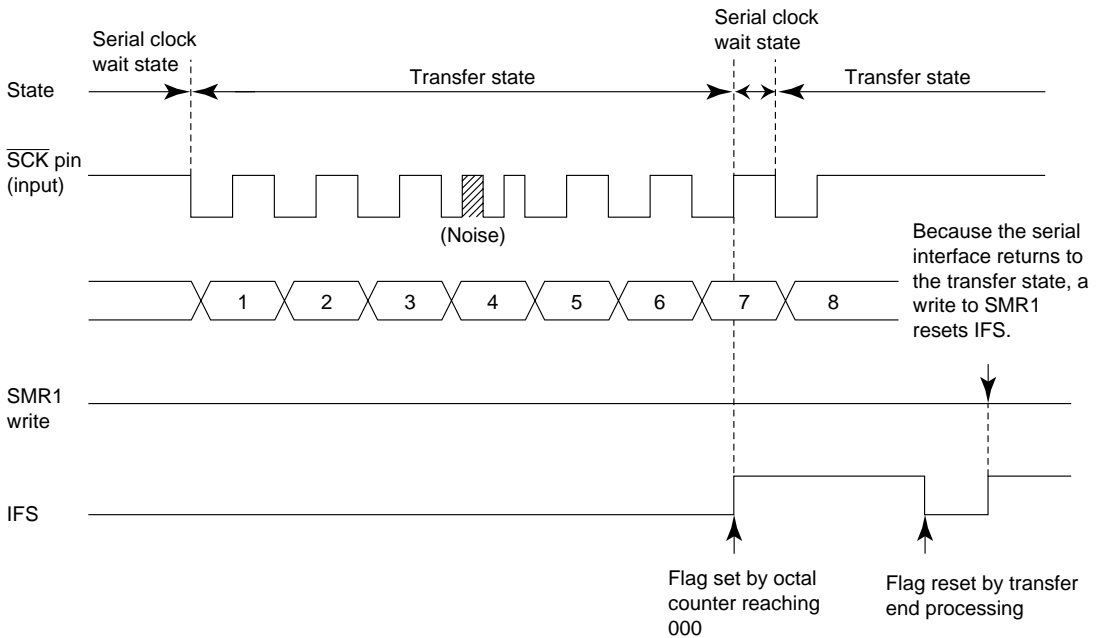 Serial clock
wait state
Serial clock
wait state
State
Transfer state
Transfer state
SCK pin
(input)
(Noise)
Because the serial
interface returns to
the transfer state, a
write to SMR1
resets IFS.
1
2
3
4
5
6
7
8
SMR1
write
IFS
Flag set by octal
counter reaching
000
Flag reset by transfer
end processing